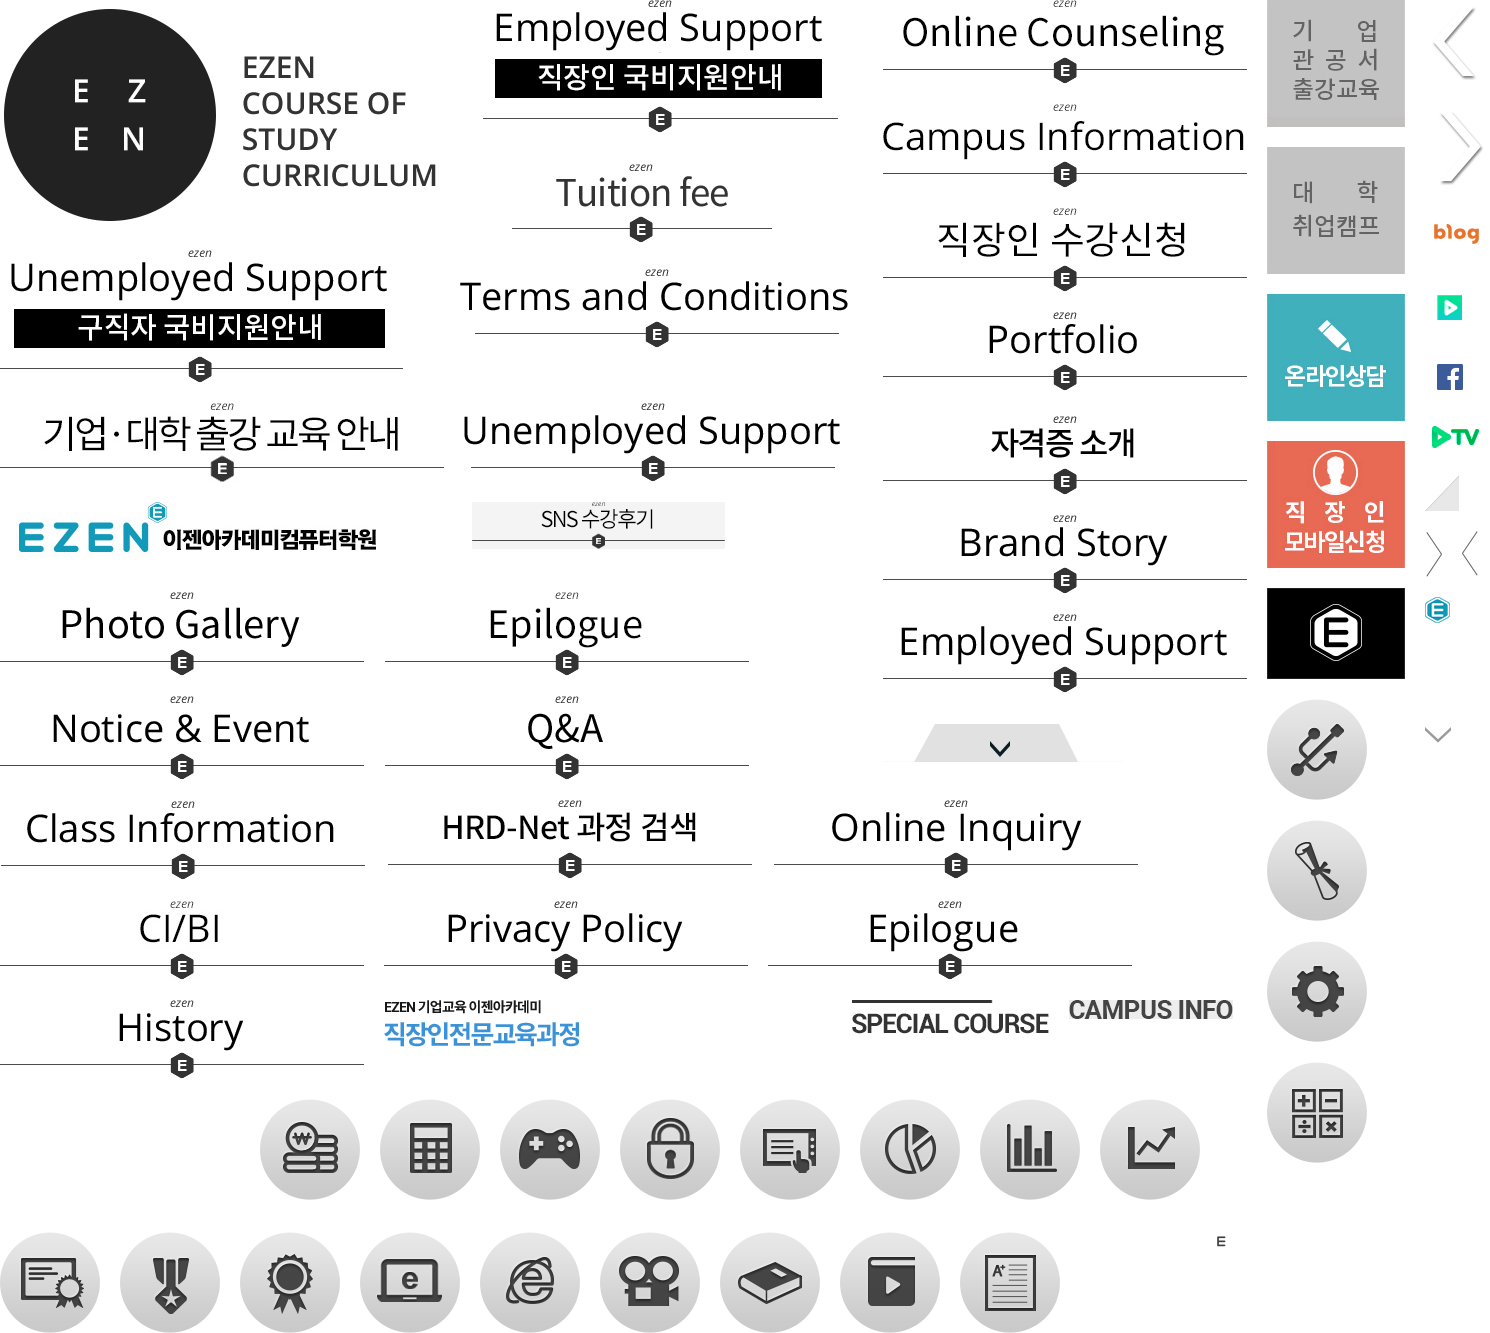 E Z
E N
EZEN
COURSE OF
STUDY
CURRICULUM
ezen
Employed Support
직장인 국비지원안내
E
ezen
Tuition fee
E
ezen
Unemployed Support
구직자 국비지원안내
E
ezen
Terms and Conditions
E
ezen
기업·대학 출강 교육 안내
E
ezen
Unemployed Support
E
EZEN E 이젠아카데미컴퓨터학원
ezen
SNS 수강후기
E
ezen
Online Counseling
E
ezen
Campus Information
E
ezen
직장인 수강신청
E
ezen
Portfolio
E
ezen
자격증 소개
E
ezen
Brand Story
E
ezen
Employed Support
E
ezen
Photo Gallery
E
ezen
Epilogue
E
ezen
Notice & Event
E
ezen
Q&A
E
ezen
Class Information
E
ezen
HRD-Net 과정 검색
E
ezen
Online Inquiry
E
ezen
CI/BI
E
ezen
Privacy Policy
E
ezen
Epilogue
E
ezen
History
E
EZEN 기업교육 이젠아카데미
직장인전문교육과정
SPECIAL COURSE
CAMPUS INFO
기 업
관 공 서
출강교육
대 학
취업캠프
온라인상담
직 장 인
모바일신청
E
blog
f
TV
E
₩
e
e
A+
E